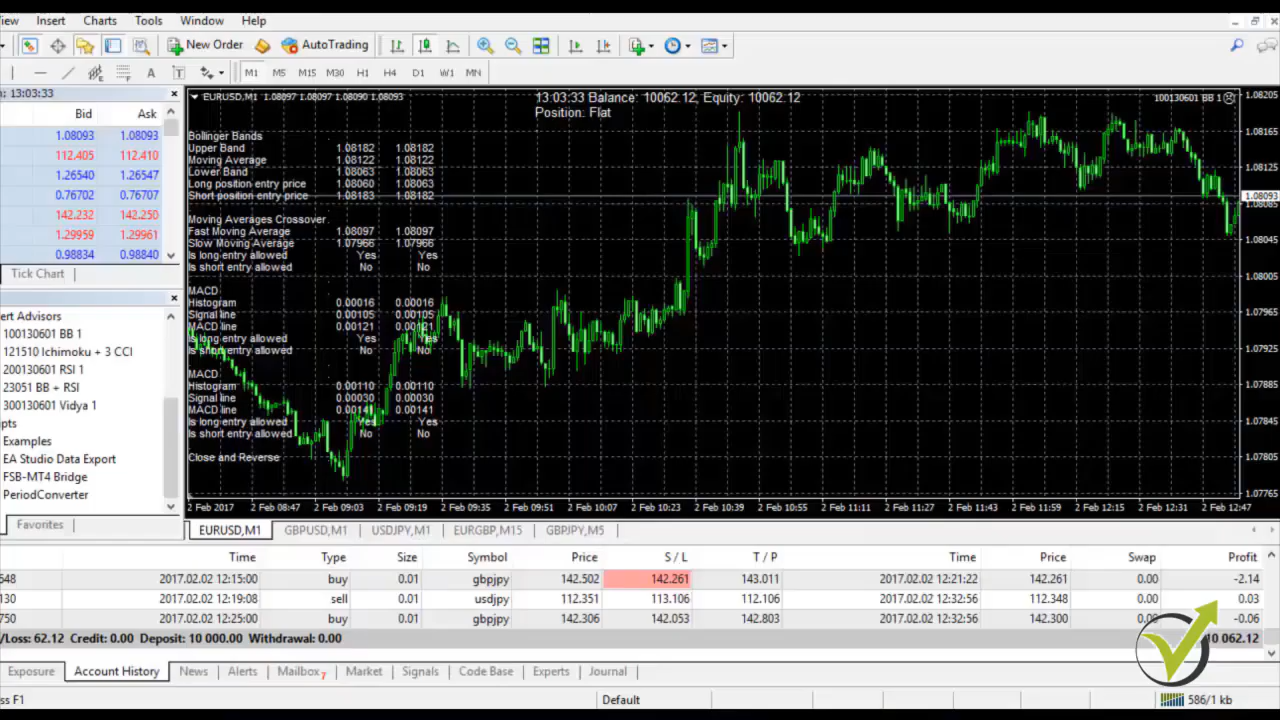 View Insert Charts Tools Window Help
New Order AutoTrading
A T M1 M5 M15 M30 H1 H4 D1 W1 MN
: 13:03:33
Bid Ask
1.08093 1.08093
112.405 112.410
1.26540 1.26547
0.76702 0.76707
142.232 142.250
1.29959 1.29961
0.98834 0.98840
Tick Chart
ert Advisors
100130601 BB 1
121510 Ichimoku + 3 CCI
200130601 RSI 1
23051 BB + RSI
300130601 Vidya 1
pts
Examples
EA Studio Data Export
FSB-MT4 Bridge
PeriodConverter
Favorites
EURUSD,M1 1.08097 1.08097 1.08090 1.08093
13:03:33 Balance: 10062.12, Equity: 10062.12
Position: Flat
100130601 BB 1
Bollinger Bands
Upper Band 1.08182 1.08182
Moving Average 1.08122 1.08122
Lower Band 1.08063 1.08063
Long position entry price 1.08060 1.08063
Short position entry price 1.08183 1.08182
Moving Averages Crossover
Fast Moving Average 1.08097 1.08097
Slow Moving Average 1.07966 1.07966
Is long entry allowed Yes Yes
Is short entry allowed No No
MACD
Histogram 0.00016 0.00016
Signal line 0.00105 0.00105
MACD line 0.00121 0.00121
Is long entry allowed Yes Yes
Is short entry allowed No No
MACD
Histogram 0.00110 0.00110
Signal line 0.00030 0.00030
MACD line 0.00141 0.00141
Is long entry allowed Yes Yes
Is short entry allowed No No
Close and Reverse
1.08205
1.08165
1.08125
1.08093
1.08085
1.08045
1.08005
1.07965
1.07925
1.07885
1.07845
1.07805
1.07765
2 Feb 2017 2 Feb 08:47 2 Feb 09:03 2 Feb 09:19 2 Feb 09:35 2 Feb 09:51 2 Feb 10:07 2 Feb 10:23 2 Feb 10:39 2 Feb 10:55 2 Feb 11:11 2 Feb 11:27 2 Feb 11:43 2 Feb 11:59 2 Feb 12:15 2 Feb 12:31 2 Feb 12:47
EURUSD,M1 GBPUSD,M1 USDJPY,M1 EURGBP,M15 GBPJPY,M5
Time Type Size Symbol Price S / L T / P Time Price Swap Profit
548 2017.02.02 12:15:00 buy 0.01 gbpjpy 142.502 142.261 143.011 2017.02.02 12:21:22 142.261 0.00 -2.14
130 2017.02.02 12:19:08 sell 0.01 usdjpy 112.351 113.106 112.106 2017.02.02 12:32:56 112.348 0.00 0.03
750 2017.02.02 12:25:00 buy 0.01 gbpjpy 142.306 142.053 142.803 2017.02.02 12:32:56 142.300 0.00 -0.06
/Loss: 62.12 Credit: 0.00 Deposit: 10 000.00 Withdrawal: 0.00 10 062.12
Exposure Account History News Alerts Mailbox 7 Market Signals Code Base Experts Journal
ss F1 Default 586/1 kb